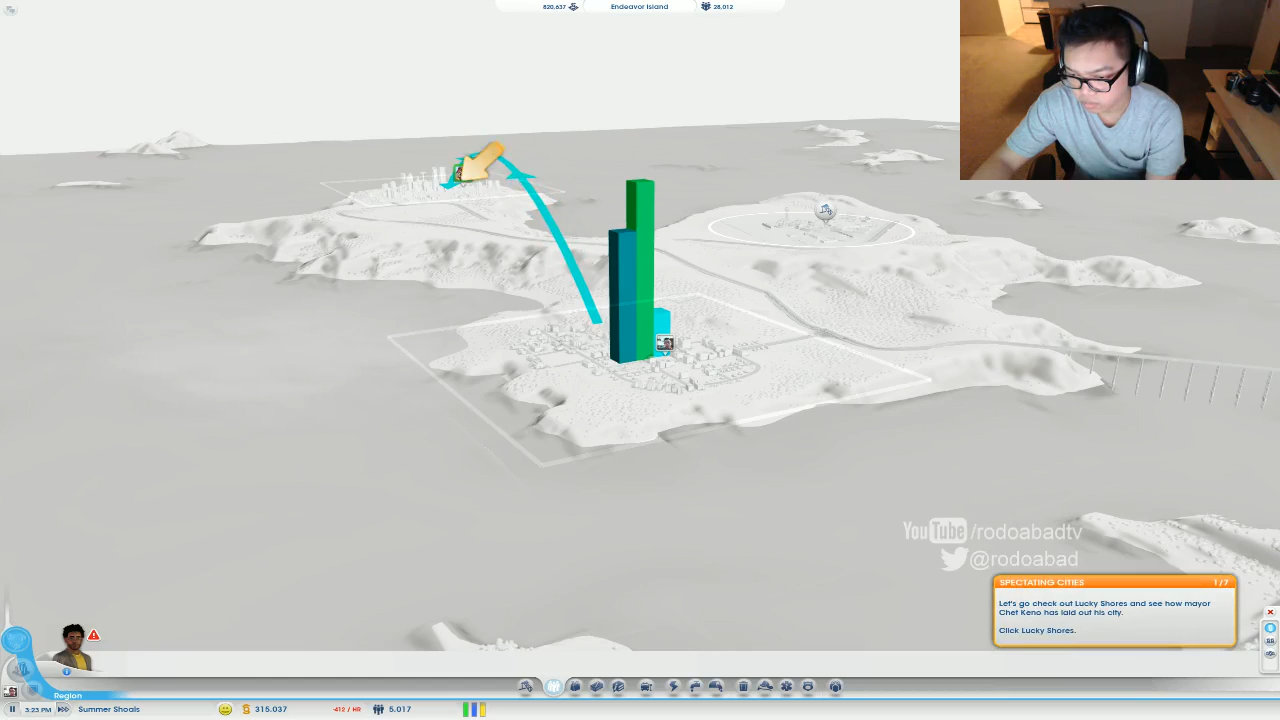 820,637
Endeavor Island
28,012
YouTube/rodoabadtv
@rodoabad
SPECTATING CITIES 1/7
Let's go check out Lucky Shores and see how mayor
Chet Keno has laid out his city.
Click Lucky Shores.
Region
3:23 PM
Summer Shoals
315,037
-412 / HR
5,017